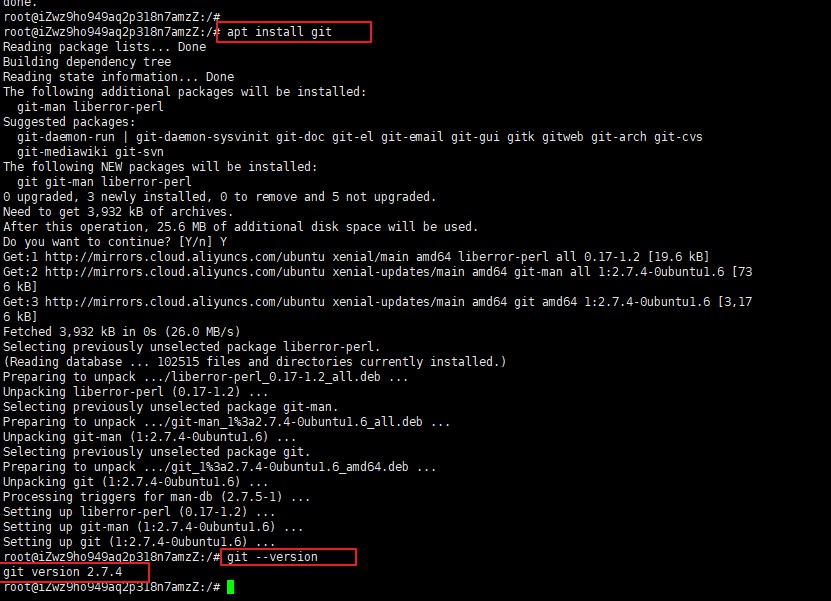 done.
root@iZwz9ho949aq2p318n7amzZ:/#
root@iZwz9ho949aq2p318n7amzZ:/# apt install git
Reading package lists... Done
Building dependency tree
Reading state information... Done
The following additional packages will be installed:
  git-man liberror-perl
Suggested packages:
  git-daemon-run | git-daemon-sysvinit git-doc git-el git-email git-gui gitk gitweb git-arch git-cvs
  git-mediawiki git-svn
The following NEW packages will be installed:
  git git-man liberror-perl
0 upgraded, 3 newly installed, 0 to remove and 5 not upgraded.
Need to get 3,932 kB of archives.
After this operation, 25.6 MB of additional disk space will be used.
Do you want to continue? [Y/n] Y
Get:1 http://mirrors.cloud.aliyuncs.com/ubuntu xenial/main amd64 liberror-perl all 0.17-1.2 [19.6 kB]
Get:2 http://mirrors.cloud.aliyuncs.com/ubuntu xenial-updates/main amd64 git-man all 1:2.7.4-0ubuntu1.6 [73
6 kB]
Get:3 http://mirrors.cloud.aliyuncs.com/ubuntu xenial-updates/main amd64 git amd64 1:2.7.4-0ubuntu1.6 [3,17
6 kB]
Fetched 3,932 kB in 0s (26.0 MB/s)
Selecting previously unselected package liberror-perl.
(Reading database ... 102515 files and directories currently installed.)
Preparing to unpack .../liberror-perl_0.17-1.2_all.deb ...
Unpacking liberror-perl (0.17-1.2) ...
Selecting previously unselected package git-man.
Preparing to unpack .../git-man_1%3a2.7.4-0ubuntu1.6_all.deb ...
Unpacking git-man (1:2.7.4-0ubuntu1.6) ...
Selecting previously unselected package git.
Preparing to unpack .../git_1%3a2.7.4-0ubuntu1.6_amd64.deb ...
Unpacking git (1:2.7.4-0ubuntu1.6) ...
Processing triggers for man-db (2.7.5-1) ...
Setting up liberror-perl (0.17-1.2) ...
Setting up git-man (1:2.7.4-0ubuntu1.6) ...
Setting up git (1:2.7.4-0ubuntu1.6) ...
root@iZwz9ho949aq2p318n7amzZ:/# git --version
git version 2.7.4
root@iZwz9ho949aq2p318n7amzZ:/#